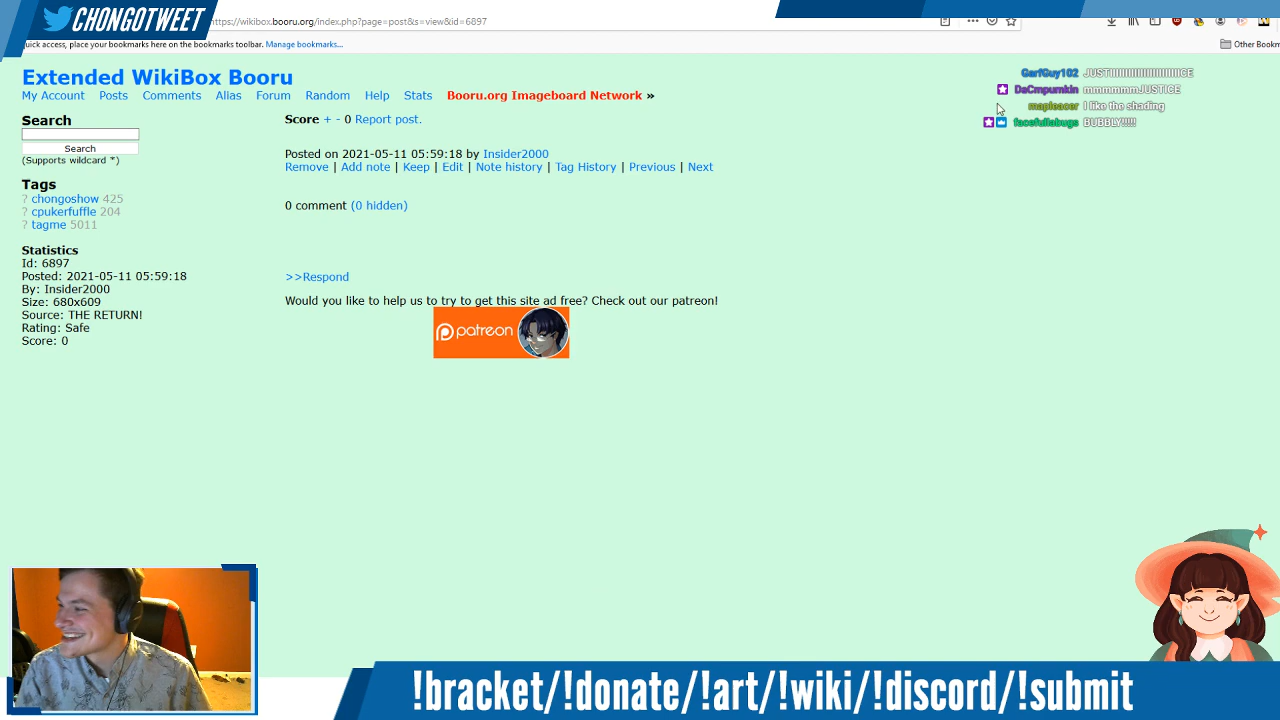 CHONGOTWEET
https://wikibox.booru.org/index.php?page=post&s=view&id=6897
quick access, place your bookmarks here on the bookmarks toolbar. Manage bookmarks...
Other Bookm
Extended WikiBox Booru
My Account Posts Comments Alias Forum Random Help Stats Booru.org Imageboard Network »
Search
Search
(Supports wildcard *)
Tags
? chongoshow 425
? cpukerfuffle 204
? tagme 5011
Statistics
Id: 6897
Posted: 2021-05-11 05:59:18
By: Insider2000
Size: 680x609
Source: THE RETURN!
Rating: Safe
Score: 0
Score + - 0 Report post.
Posted on 2021-05-11 05:59:18 by Insider2000
Remove | Add note | Keep | Edit | Note history | Tag History | Previous | Next
0 comment (0 hidden)
>>Respond
Would you like to help us to try to get this site ad free? Check out our patreon!
patreon
DaCmpumkin mmmmmmJUSTICE
mapleacer I like the shading
facefullabugs BUBBLY!!!!!
!bracket/!donate/!art/!wiki/!discord/!submit